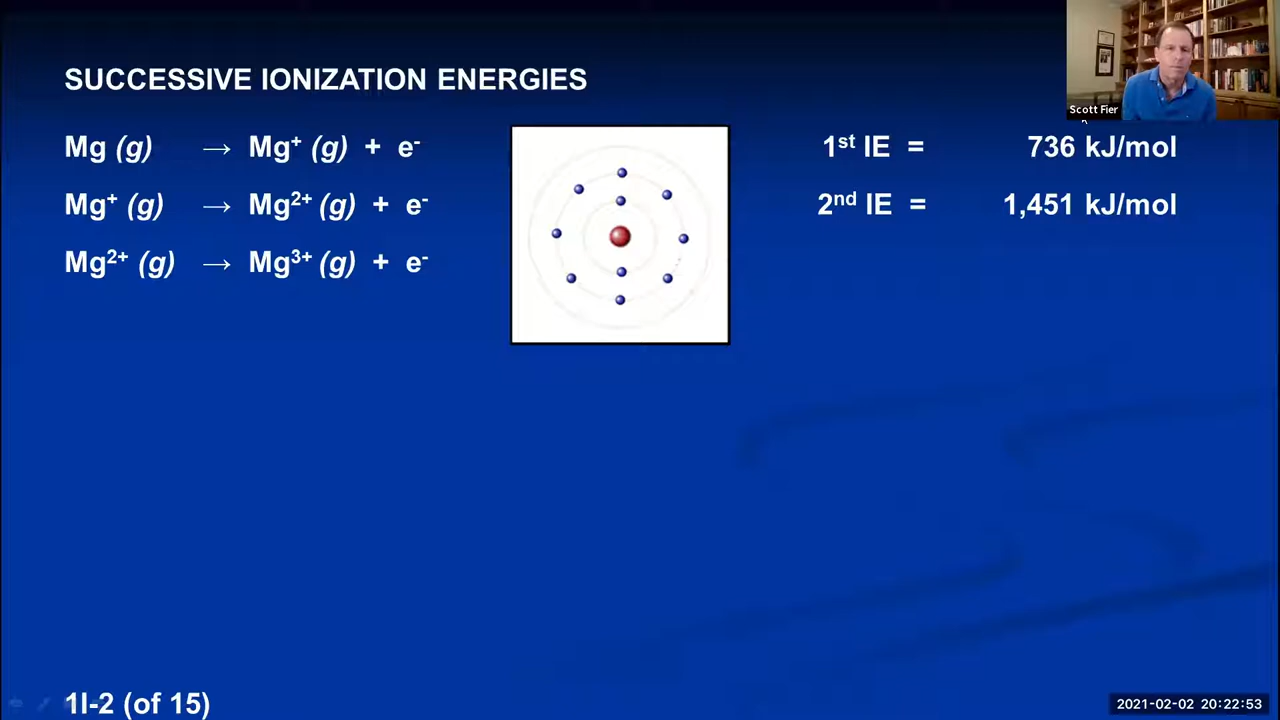 SUCCESSIVE IONIZATION ENERGIES
Scott Fier
Mg (g) → Mg⁺ (g) + e⁻ 1ˢᵗ IE = 736 kJ/mol
Mg⁺ (g) → Mg²⁺ (g) + e⁻ 2ⁿᵈ IE = 1,451 kJ/mol
Mg²⁺ (g) → Mg³⁺ (g) + e⁻
1I-2 (of 15)
2021-02-02 20:22:53